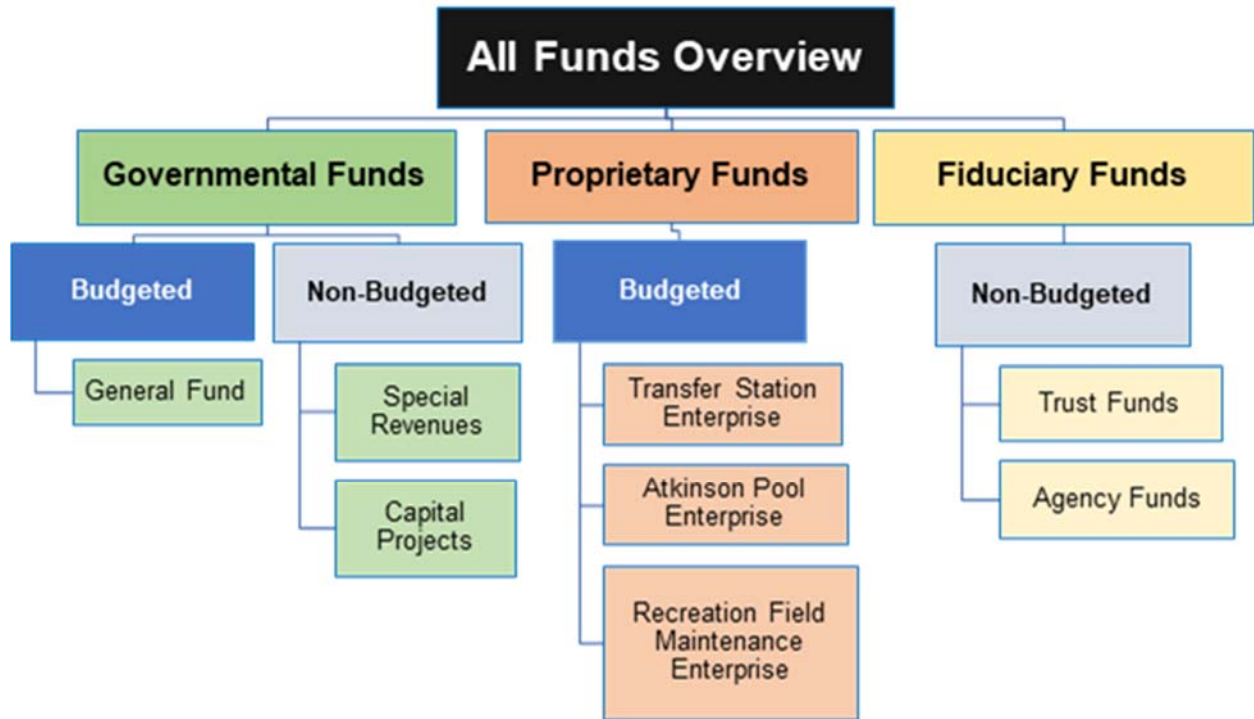 All Funds Overview
Governmental Funds
Proprietary Funds
Fiduciary Funds
Budgeted
Non-Budgeted
Budgeted
Non-Budgeted
General Fund
Special
Revenues
Capital
Projects
Transfer Station
Enterprise
Atkinson Pool
Enterprise
Recreation Field
Maintenance
Enterprise
Trust Funds
Agency Funds